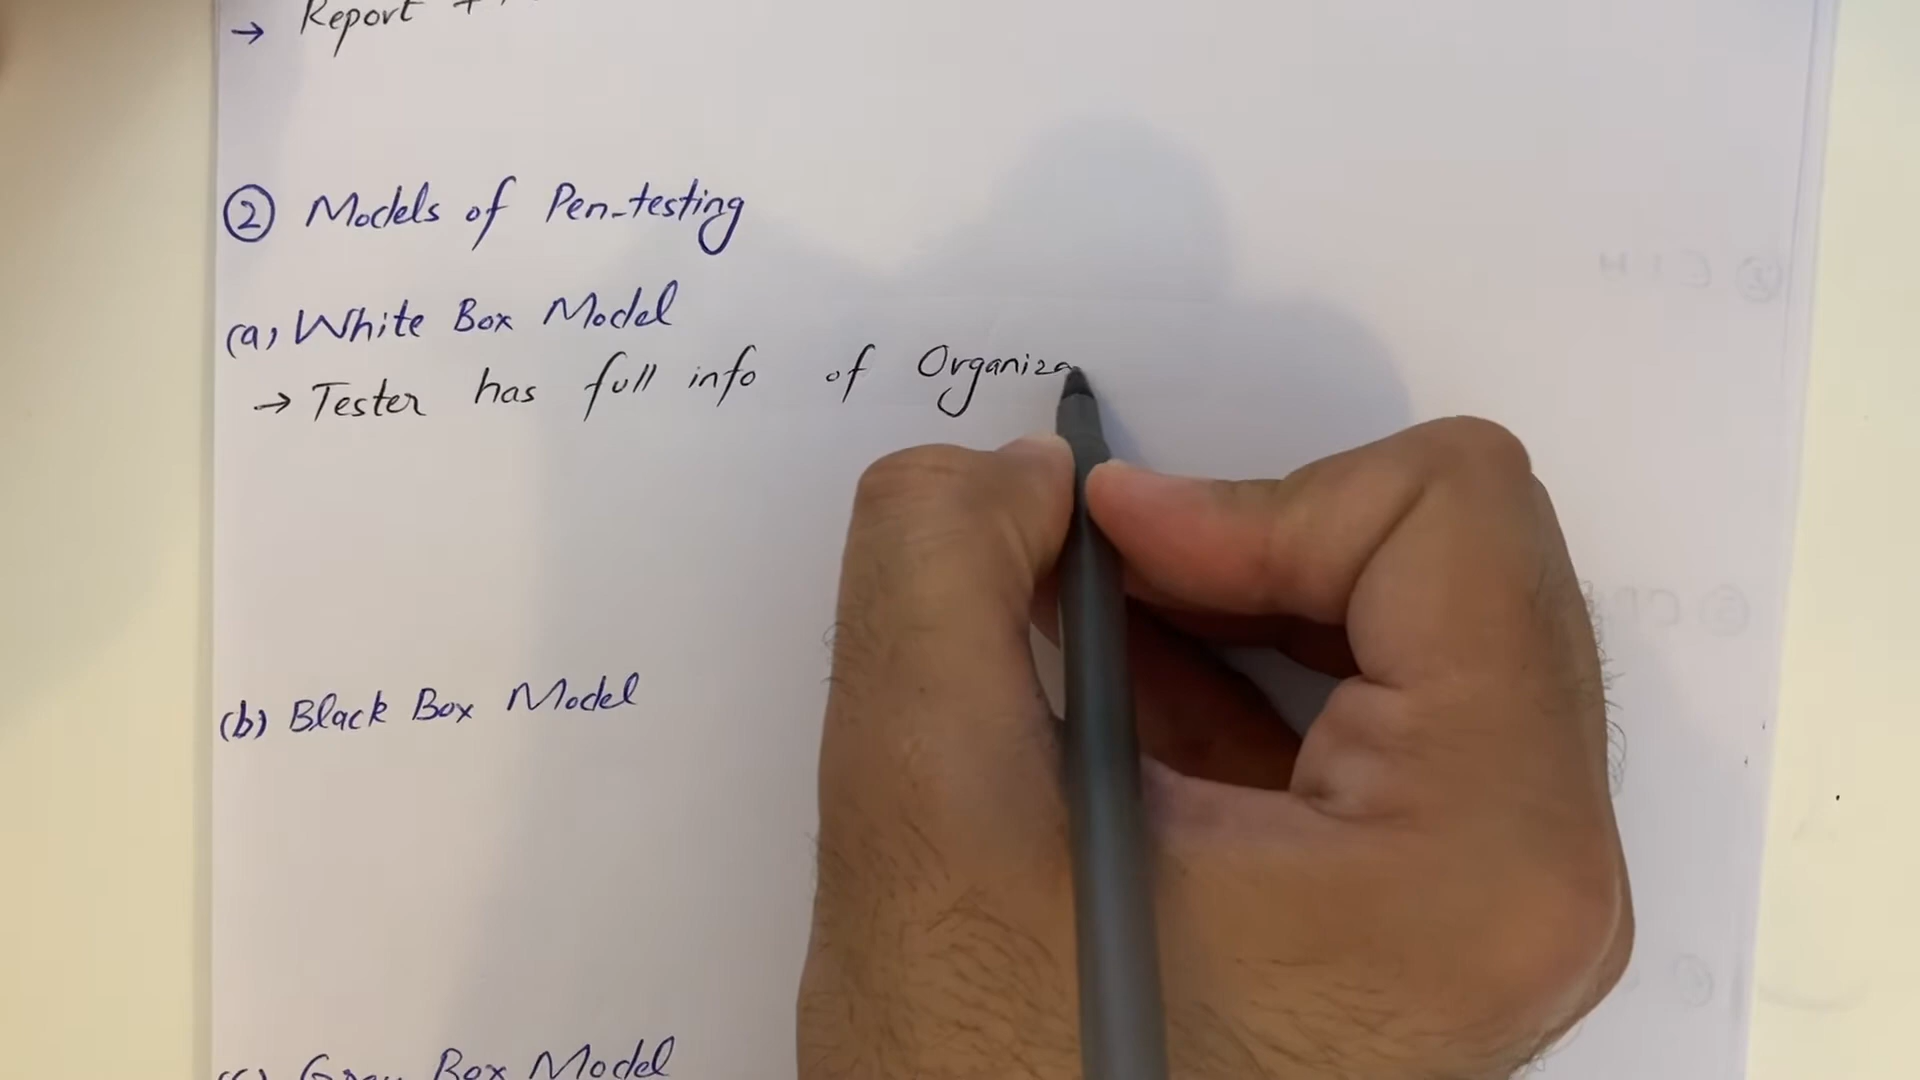 → Report +
② Models of Pen-testing
(a) White Box Model
→ Tester has full info of Organiza
(b) Black Box Model
(c) Gray Box Model